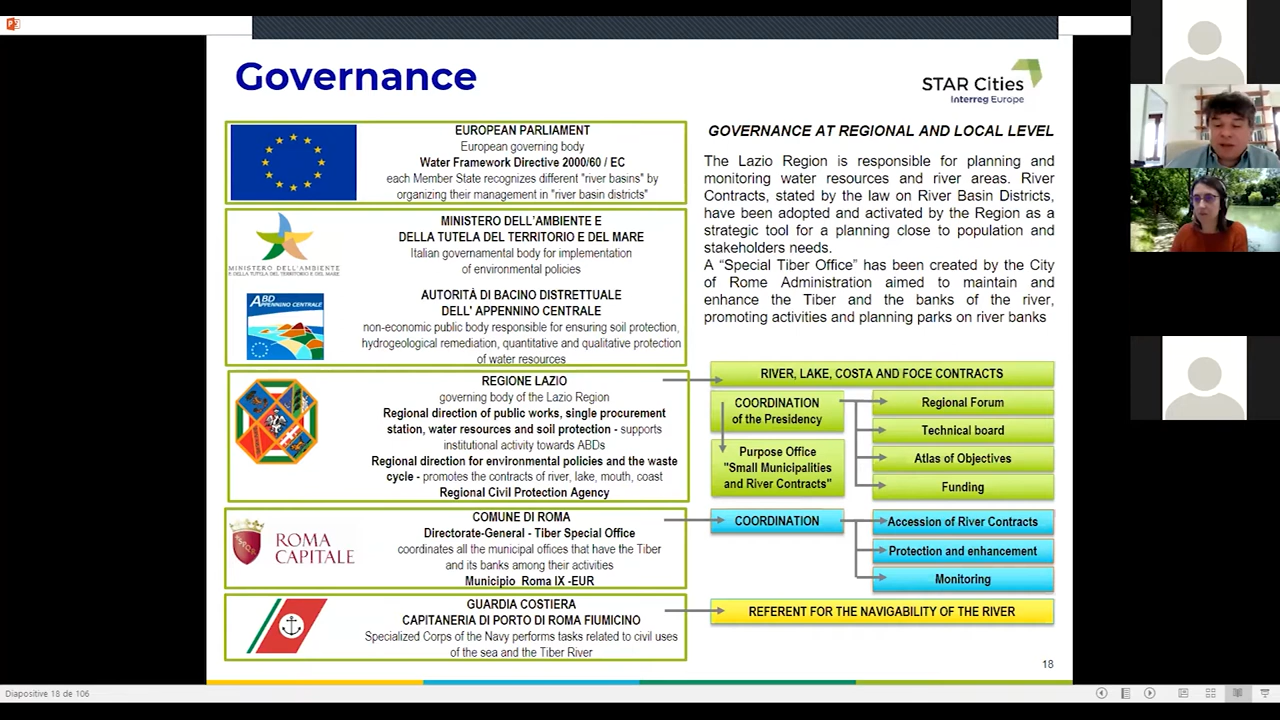 Governance
STAR Cities
Interreg Europe
EUROPEAN PARLIAMENT
European governing body
Water Framework Directive 2000/60 / EC
each Member State recognizes different "river basins" by
organizing their management in "river basin districts"
MINISTERO DELL'AMBIENTE
E DELLA TUTELA DEL TERRITORIO E DEL MARE
MINISTERO DELL'AMBIENTE E
DELLA TUTELA DEL TERRITORIO E DEL MARE
Italian governamental body for implementation
of environmental policies
ABD
APPENNINO CENTRALE
AUTORITÀ DI BACINO DISTRETTUALE
DELL' APPENNINO CENTRALE
non-economic public body responsible for ensuring soil protection,
hydrogeological remediation, quantitative and qualitative protection
of water resources
REGIONE LAZIO
governing body of the Lazio Region
Regional direction of public works, single procurement
station, water resources and soil protection - supports
institutional activity towards ABDs
Regional direction for environmental policies and the waste
cycle - promotes the contracts of river, lake, mouth, coast
Regional Civil Protection Agency
ROMA
CAPITALE
COMUNE DI ROMA
Directorate-General - Tiber Special Office
coordinates all the municipal offices that have the Tiber
and its banks among their activities
Municipio Roma IX -EUR
GUARDIA COSTIERA
CAPITANERIA DI PORTO DI ROMA FIUMICINO
Specialized Corps of the Navy performs tasks related to civil uses
of the sea and the Tiber River
GOVERNANCE AT REGIONAL AND LOCAL LEVEL
The Lazio Region is responsible for planning and
monitoring water resources and river areas. River
Contracts, stated by the law on River Basin Districts,
have been adopted and activated by the Region as a
strategic tool for a planning close to population and
stakeholders needs.
A “Special Tiber Office” has been created by the City
of Rome Administration aimed to maintain and
enhance the Tiber and the banks of the river,
promoting activities and planning parks on river banks
RIVER, LAKE, COSTA AND FOCE CONTRACTS
COORDINATION
of the Presidency
Purpose Office
"Small Municipalities
and River Contracts"
Regional Forum
Technical board
Atlas of Objectives
Funding
COORDINATION
Accession of River Contracts
Protection and enhancement
Monitoring
REFERENT FOR THE NAVIGABILITY OF THE RIVER
18
Diapositive 18 de 106